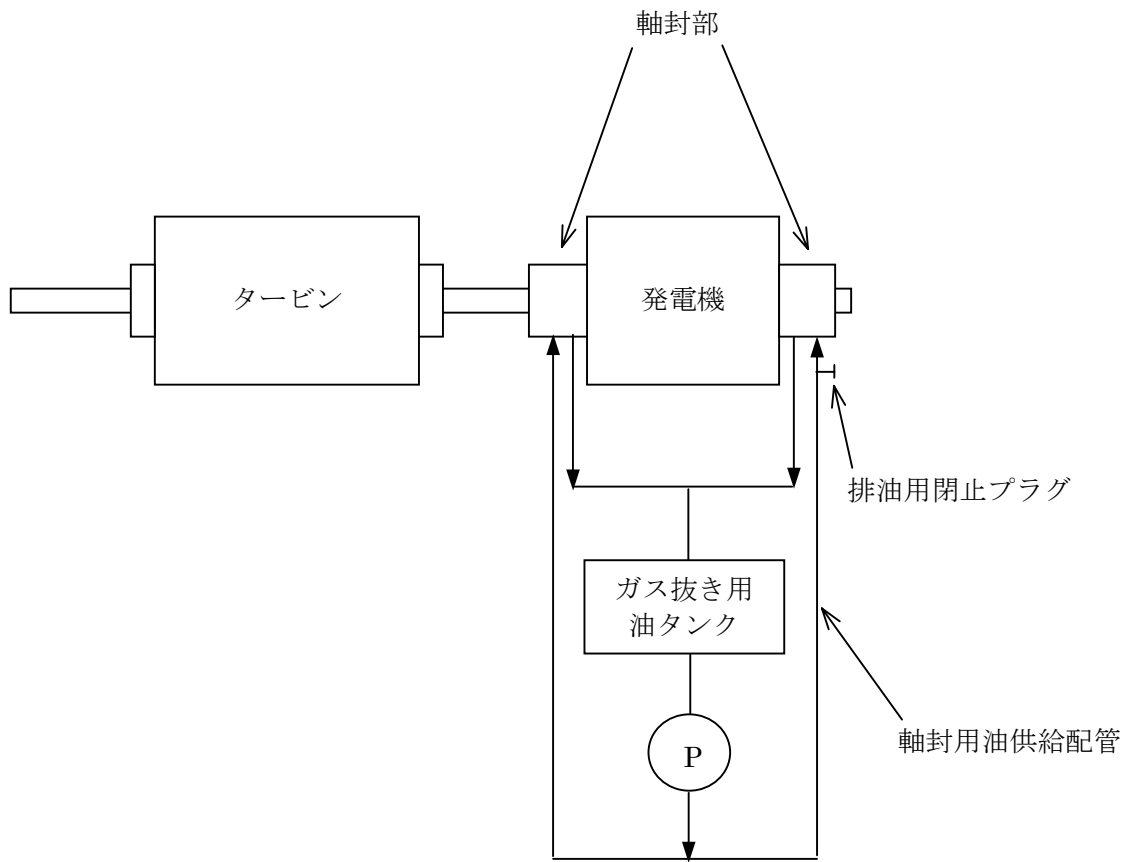 軸封部
タービン
発電機
排油用閉止プラグ
ガス抜き用
油タンク
軸封用油供給配管
P